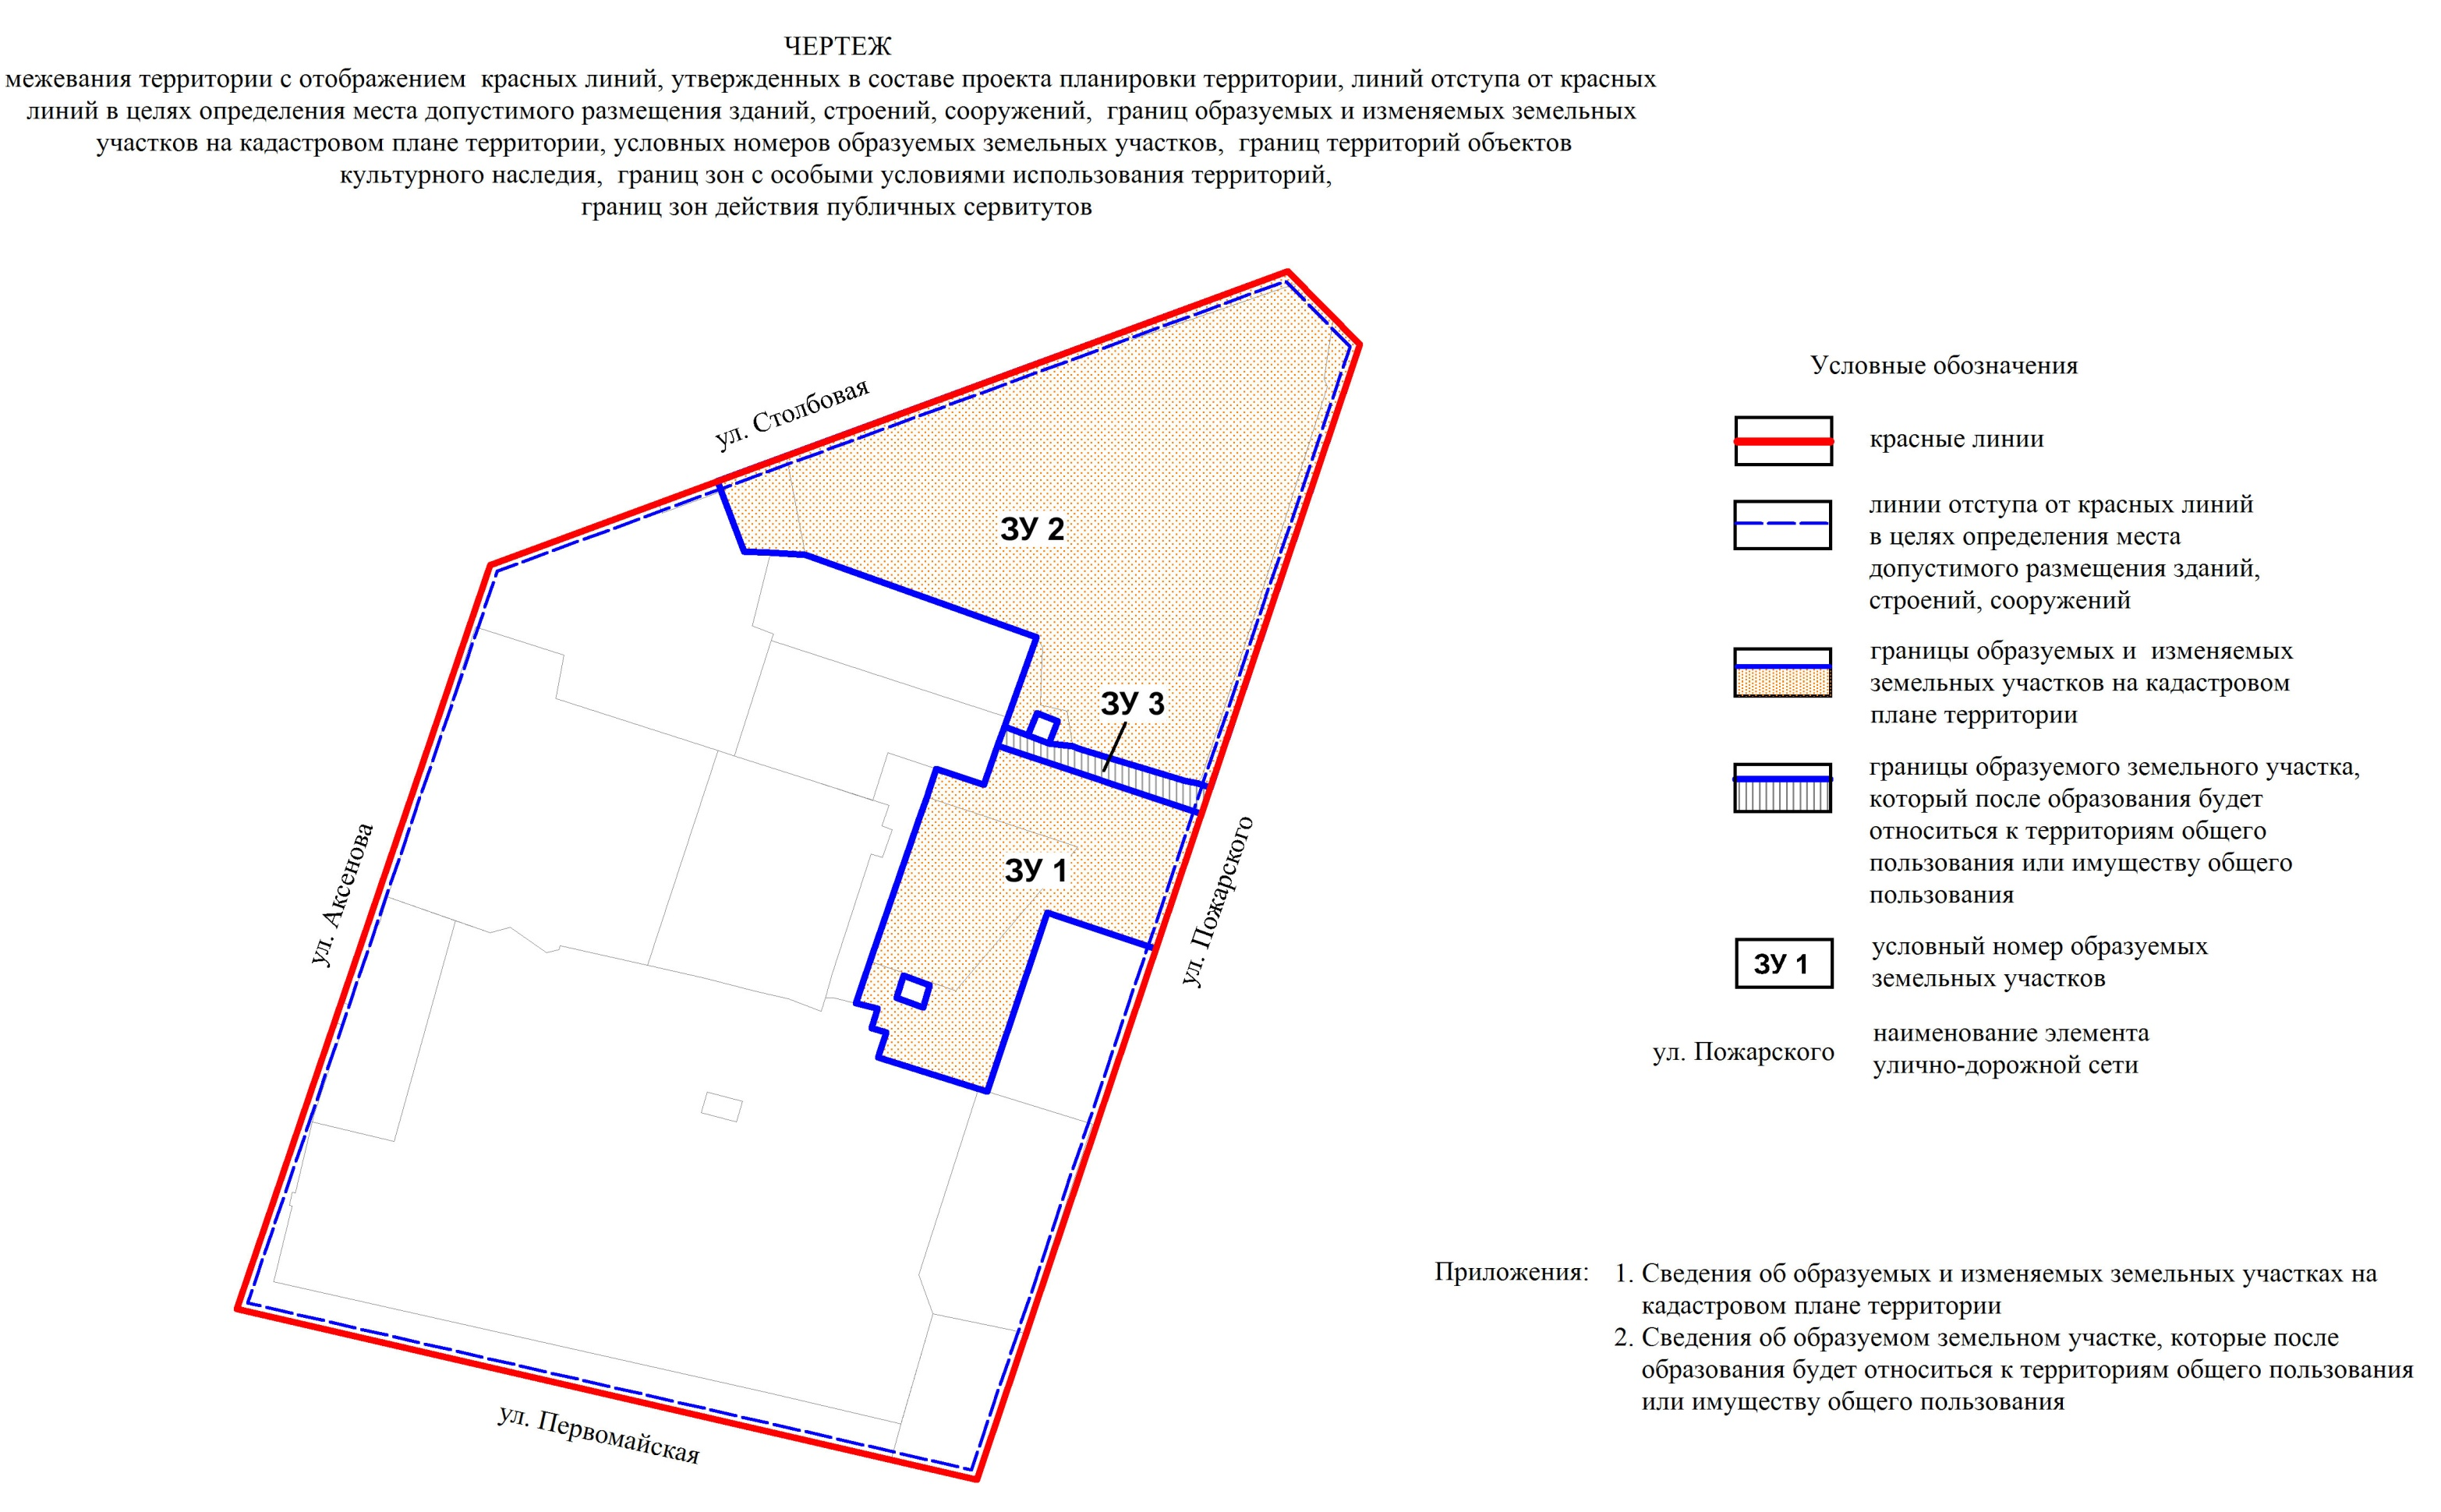 ЧЕРТЕЖ
межевания территории с отображением красных линий, утвержденных в составе проекта планировки территории, линий отступа от красных
линий в целях определения места допустимого размещения зданий, строений, сооружений, границ образуемых и изменяемых земельных
участков на кадастровом плане территории, условных номеров образуемых земельных участков, границ территорий объектов
культурного наследия, границ зон с особыми условиями использования территорий,
границ зон действия публичных сервитутов
ул. Столбовая
ЗУ 2
ЗУ 3
ЗУ 1
ул. Аксенова
ул. Пожарского
ул. Первомайская
Условные обозначения
красные линии
линии отступа от красных линий
в целях определения места
допустимого размещения зданий,
строений, сооружений
границы образуемых и изменяемых
земельных участков на кадастровом
плане территории
границы образуемого земельного участка,
который после образования будет
относиться к территориям общего
пользования или имуществу общего
пользования
ЗУ 1
условный номер образуемых
земельных участков
ул. Пожарского
наименование элемента
улично-дорожной сети
Приложения:
1. Сведения об образуемых и изменяемых земельных участках на
кадастровом плане территории
2. Сведения об образуемом земельном участке, которые после
образования будет относиться к территориям общего пользования
или имуществу общего пользования